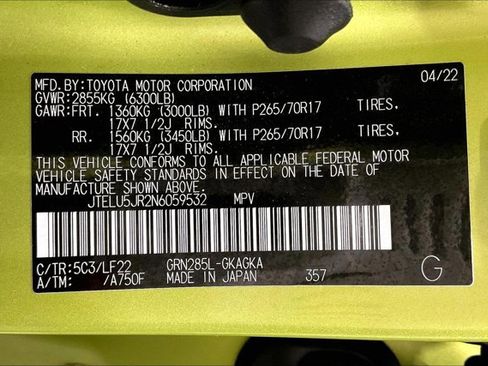 MFD.BY:TOYOTA MOTOR CORPORATION 04/22
GVWR:2855KG (6300LB)
GAWR:FRT. 1360KG (3000LB) WITH P265/70R17 TIRES,
17X7 1/2J RIMS.
RR. 1560KG (3450LB) WITH P265/70R17 TIRES,
17X7 1/2J RIMS.
THIS VEHICLE CONFORMS TO ALL APPLICABLE FEDERAL MOTOR
VEHICLE SAFETY STANDARDS IN EFFECT ON THE DATE OF
MANUFACTURE SHOWN ABOVE.
JTELU5JR2N6059532 MPV
C/TR:5C3/LF22 GRN285L-GKAGKA
A/TM: /A750F MADE IN JAPAN 357 G